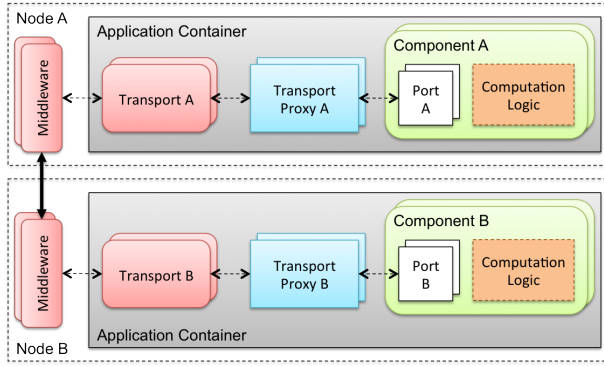 Node A
Application Container
Component A
Middleware
Transport A
Transport
Proxy A
Port
A
Computation
Logic
Component B
Middleware
Transport B
Transport
Proxy B
Port
B
Computation
Logic
Application Container
Node B